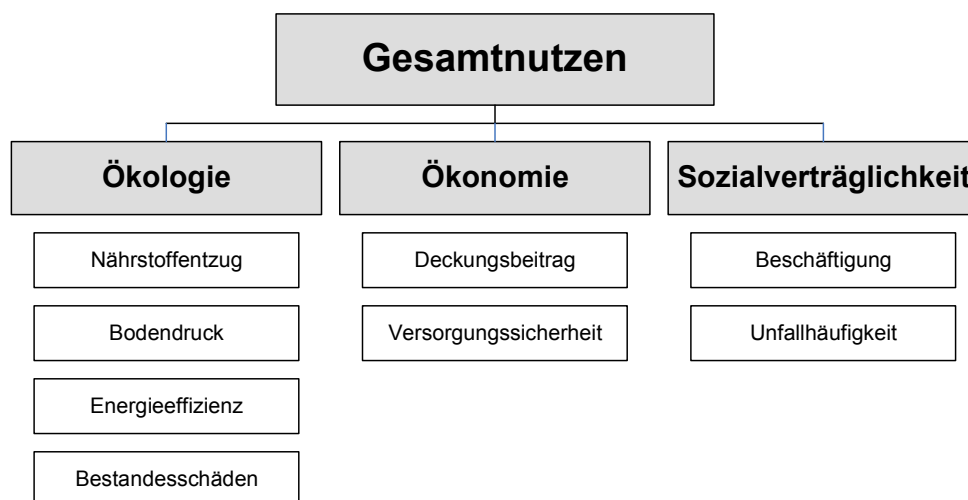 Gesamtnutzen
Ökologie
Ökonomie
Sozialverträglichkeit
Nährstoffentzug
Deckungsbeitrag
Beschäftigung
Bodendruck
Versorgungssicherheit
Unfallhäufigkeit
Energieeffizienz
Bestandesschäden